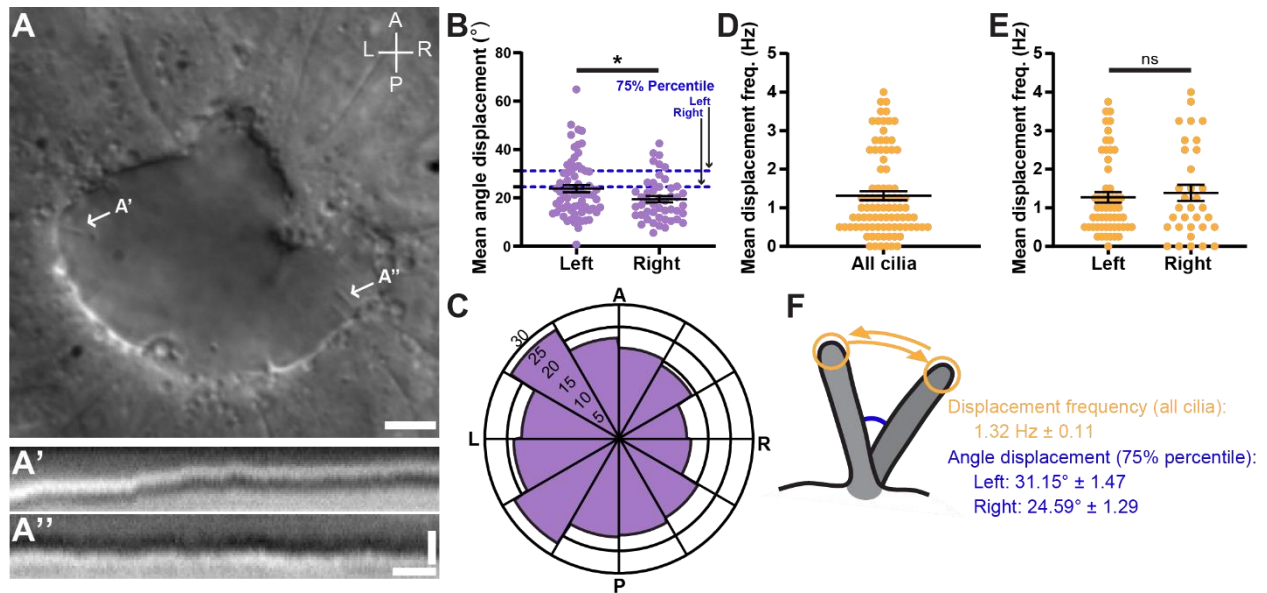 A
A
L R
P
A'
A''
A'
A''
B
Mean angle displacement (°)
80
60
40
20
0
*
75% Percentile
Left
Right
Left Right
C
A
30
25
20
15
10
5
L R
P
D
Mean displacement freq. (Hz)
5
4
3
2
1
0
All cilia
E
Mean displacement freq. (Hz)
5
4
3
2
1
0
ns
Left Right
F
Displacement frequency (all cilia):
1.32 Hz ± 0.11
Angle displacement (75% percentile):
Left: 31.15° ± 1.47
Right: 24.59° ± 1.29